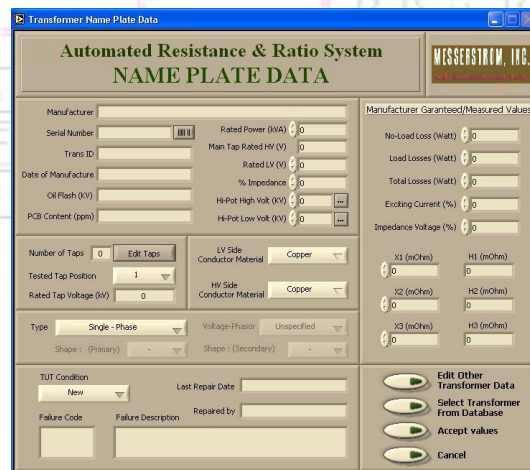 Transformer Name Plate Data
Automated Resistance & Ratio System
NAME PLATE DATA
MESSERSTROM, INC.
Manufacturer
Serial Number
Trans ID
Date of Manufacture
Oil Flash (KV)
PCB Content (ppm)
Rated Power (kVA) 0
Main Tap Rated HV (V) 0
Rated LV (V) 0
% Impedance 0
Hi-Pot High Volt (KV) 0 ...
Hi-Pot Low Volt (KV) 0 ...
Manufacturer Garanteed/Measured Values
No-Load Loss (Watt) 0
Load Losses (Watt) 0
Total Losses (Watt) 0
Exciting Current (%) 0
Impedance Voltage (%) 0
X1 (mOhm) H1 (mOhm)
0 0
X2 (mOhm) H2 (mOhm)
0 0
X3 (mOhm) H3 (mOhm)
0 0
Number of Taps 0 Edit Taps
Tested Tap Position 1
Rated Tap Voltage (kV) 0
LV Side
Conductor Material Copper
HV Side
Conductor Material Copper
Type Single - Phase
Voltage-Phasor Unspecified
Shape : (Primary) -
Shape : (Secondary) -
TUT Condition
New
Last Repair Date
Repaired by
Failure Code
Failure Description
Edit Other
Transformer Data
Select Transformer
From Database
Accept values
Cancel